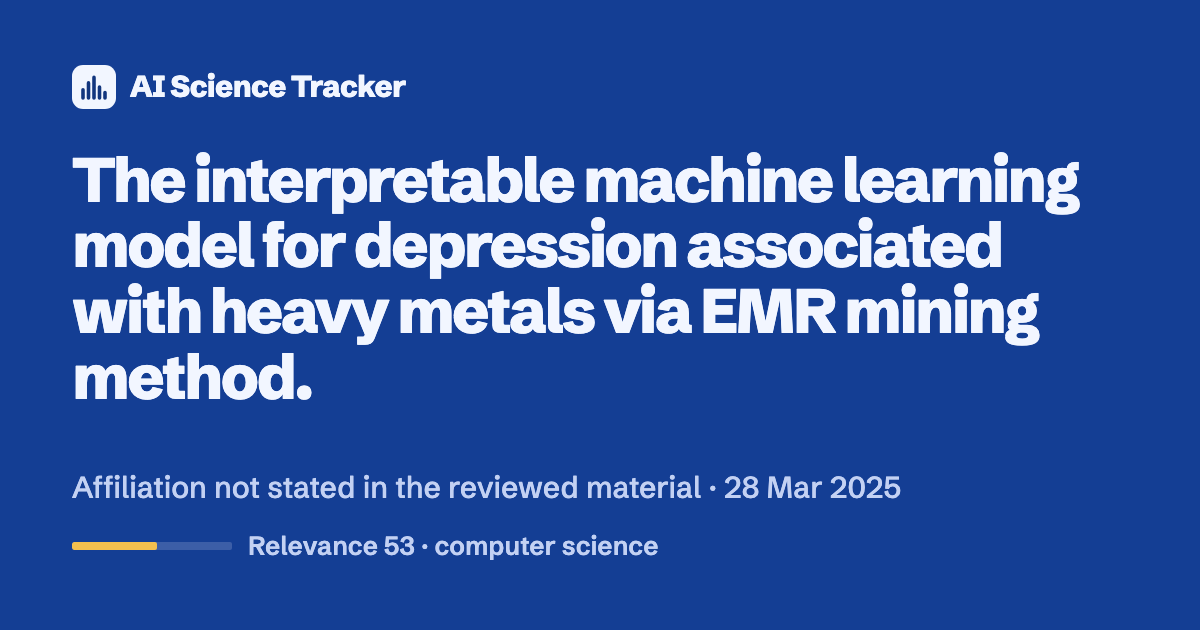 AI Science Tracker
The interpretable machine learning
model for depression associated
with heavy metals via EMR mining
method.
Affiliation not stated in the reviewed material · 28 Mar 2025
Relevance 53 · computer science